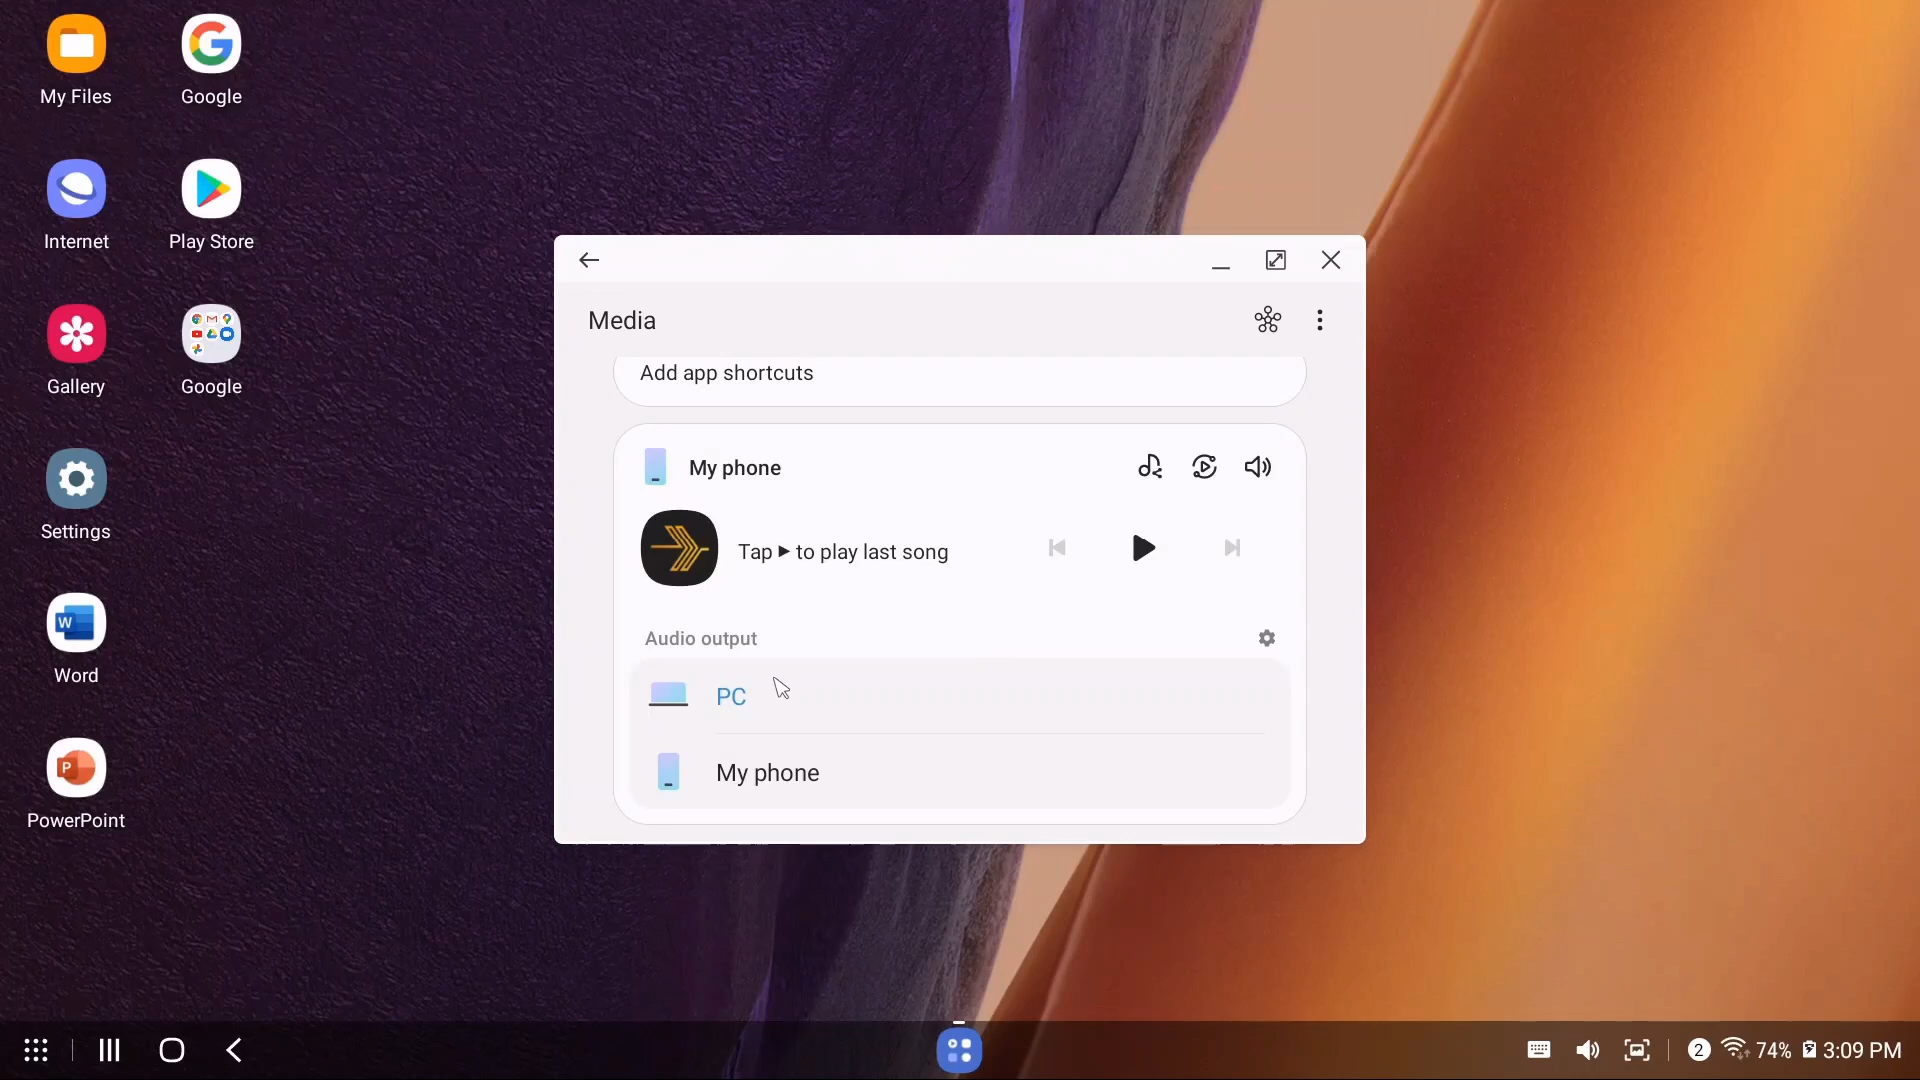 My Files
Google
Internet
Play Store
Gallery
Google
Settings
Word
PowerPoint
Media
Add app shortcuts
My phone
Tap ▶ to play last song
Audio output
PC
My phone
2 74% 3:09 PM